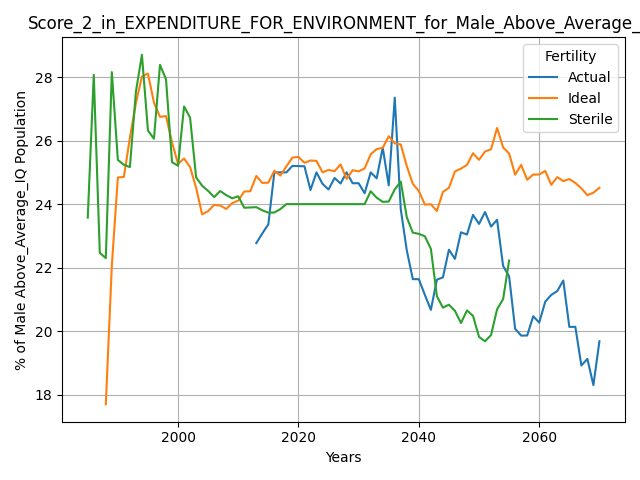 Score_2_in_EXPENDITURE_FOR_ENVIRONMENT_for_Male_Above_Average_
Fertility
Actual
Ideal
Sterile
% of Male Above_Average_IQ Population
28
26
24
22
20
18
2000 2020 2040 2060
Years